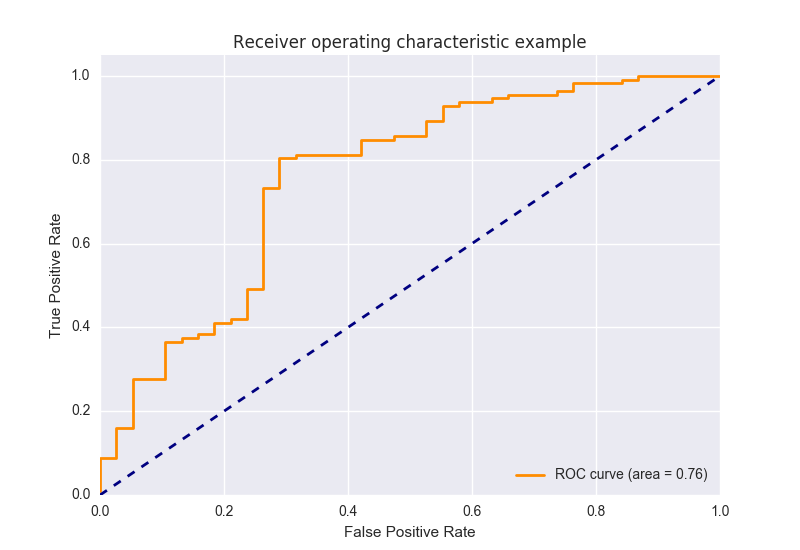 Receiver operating characteristic example
True Positive Rate
1.0
0.8
0.6
0.4
0.2
0.0
ROC curve (area = 0.76)
0.0 0.2 0.4 0.6 0.8 1.0
False Positive Rate